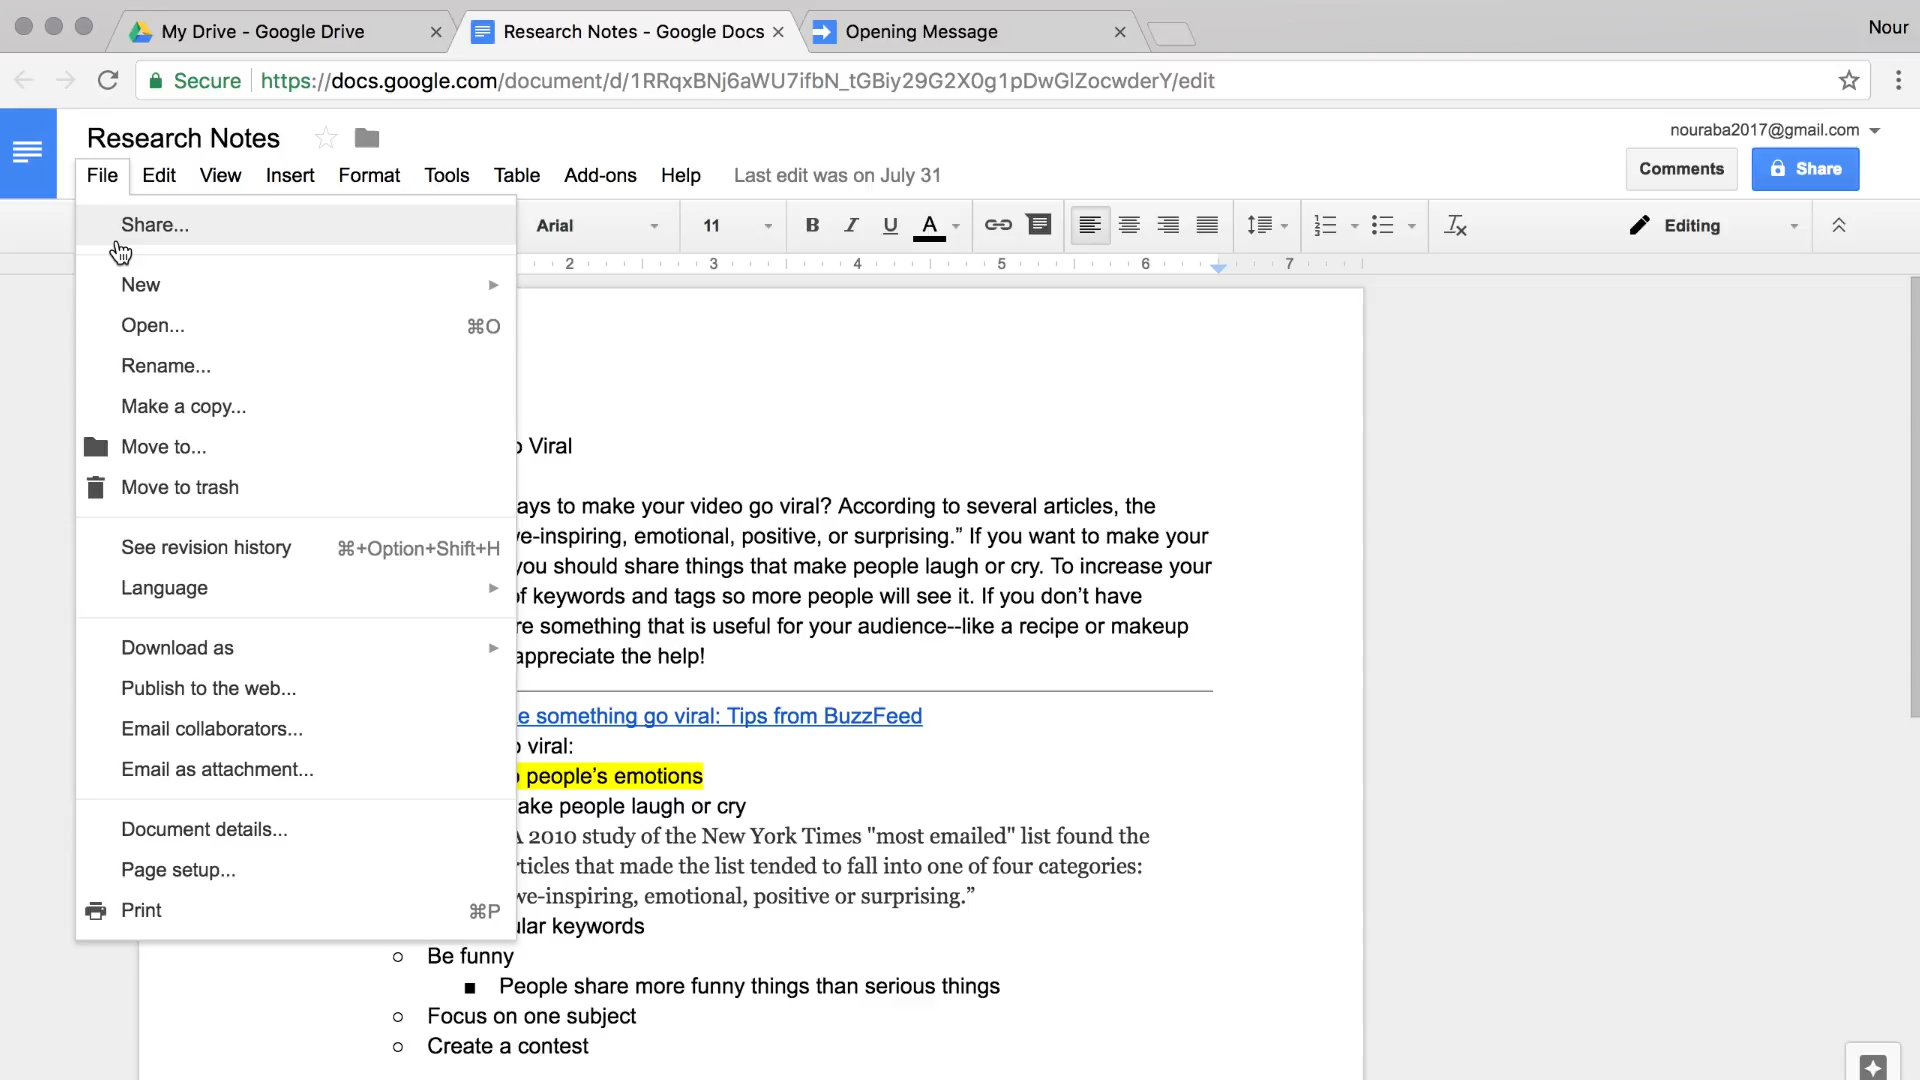 My Drive - Google Drive
Research Notes - Google Docs
Opening Message
Nour
Secure
https://docs.google.com/document/d/1RRqxBNj6aWU7ifbN_tGBiy29G2X0g1pDwGlZocwderY/edit
Research Notes
nouraba2017@gmail.com
File Edit View Insert Format Tools Table Add-ons Help Last edit was on July 31
Comments
Share
Arial 11 B I U A Editing
2 3 4 5 6 7
Share...
New
Open... ⌘O
Rename...
Make a copy...
Move to...
Move to trash
See revision history ⌘+Option+Shift+H
Language
Download as
Publish to the web...
Email collaborators...
Email as attachment...
Document details...
Page setup...
Print ⌘P
o Viral
ays to make your video go viral? According to several articles, the
e-inspiring, emotional, positive, or surprising.” If you want to make your
you should share things that make people laugh or cry. To increase your
of keywords and tags so more people will see it. If you don’t have
re something that is useful for your audience--like a recipe or makeup
appreciate the help!
e something go viral: Tips from BuzzFeed
o viral:
o people’s emotions
ake people laugh or cry
A 2010 study of the New York Times "most emailed" list found the
rticles that made the list tended to fall into one of four categories:
we-inspiring, emotional, positive or surprising.”
ular keywords
○ Be funny
■ People share more funny things than serious things
○ Focus on one subject
○ Create a contest